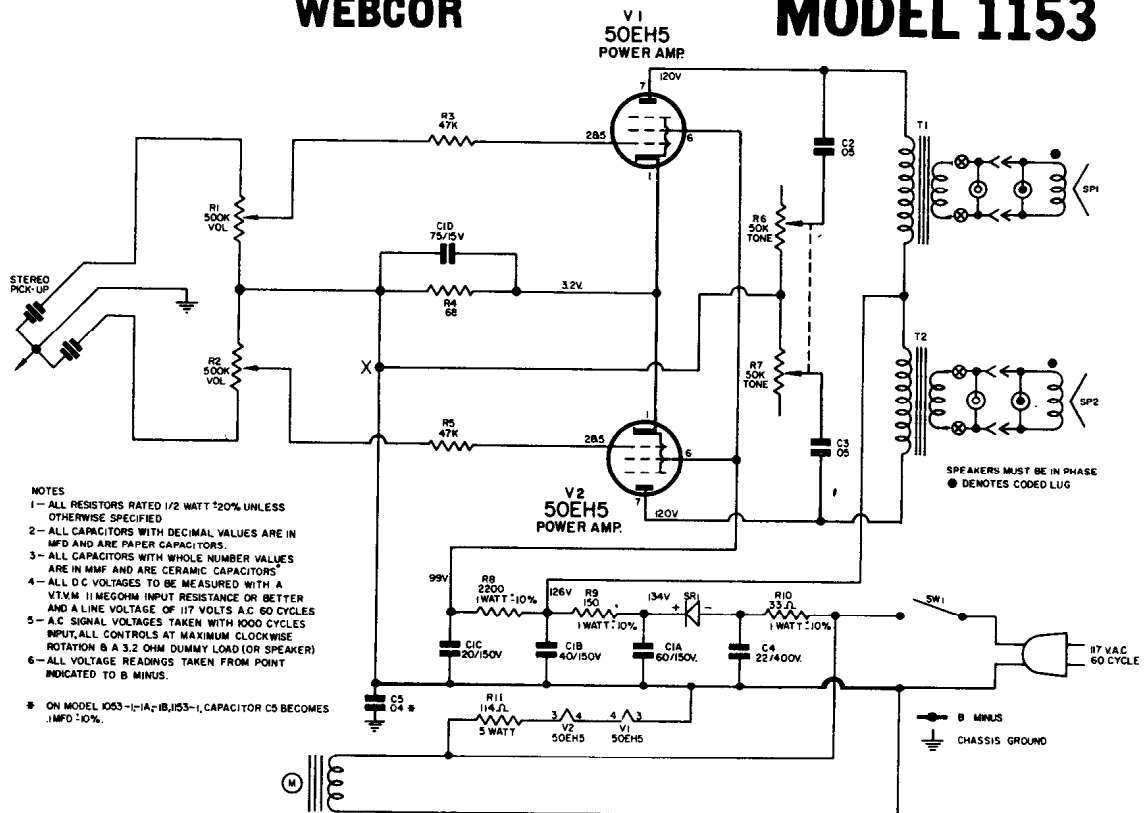 WEBCOR
MODEL 1153
V1
50EH5
POWER AMP.
7
120V
R3
47K
2&5
6
1
C2
05
T1
SP1
R1
500K
VOL
C1D
75/15V
R6
50K
TONE
STEREO
PICK-UP
R4
68
3.2V.
T2
R2
500K
VOL
X
R7
50K
TONE
SP2
R5
47K
1
2&5
6
C3
05
V2
50EH5
POWER AMP.
7
120V
SPEAKERS MUST BE IN PHASE
● DENOTES CODED LUG
NOTES
1— ALL RESISTORS RATED 1/2 WATT ±20% UNLESS
OTHERWISE SPECIFIED
2— ALL CAPACITORS WITH DECIMAL VALUES ARE IN
MFD AND ARE PAPER CAPACITORS.
3— ALL CAPACITORS WITH WHOLE NUMBER VALUES
ARE IN MMF AND ARE CERAMIC CAPACITORS
4— ALL D C VOLTAGES TO BE MEASURED WITH A
V.T.V.M 11 MEGOHM INPUT RESISTANCE OR BETTER
AND A LINE VOLTAGE OF 117 VOLTS A.C 60 CYCLES
5— A.C SIGNAL VOLTAGES TAKEN WITH 1000 CYCLES
INPUT, ALL CONTROLS AT MAXIMUM CLOCKWISE
ROTATION & A 3.2 OHM DUMMY LOAD (OR SPEAKER)
6— ALL VOLTAGE READINGS TAKEN FROM POINT
INDICATED TO B MINUS.
* ON MODEL 1053-1,-1A,-1B,1153-1, CAPACITOR C5 BECOMES
.1MFD ±10%.
99V
R8
2200
1WATT ±10%
126V
R9
150
1 WATT ±10%
134V
+ SR1 -
R10
33Ω
1 WATT ±10%
SW1
117 V.A.C
60 CYCLE
C1C
20/150V
C1B
40/150V
C1A
60/150V.
C4
22/400V.
C5
04 *
R11
114Ω
5 WATT
3 4
V2
50EH5
4 3
V1
50EH5
B MINUS
CHASSIS GROUND
M